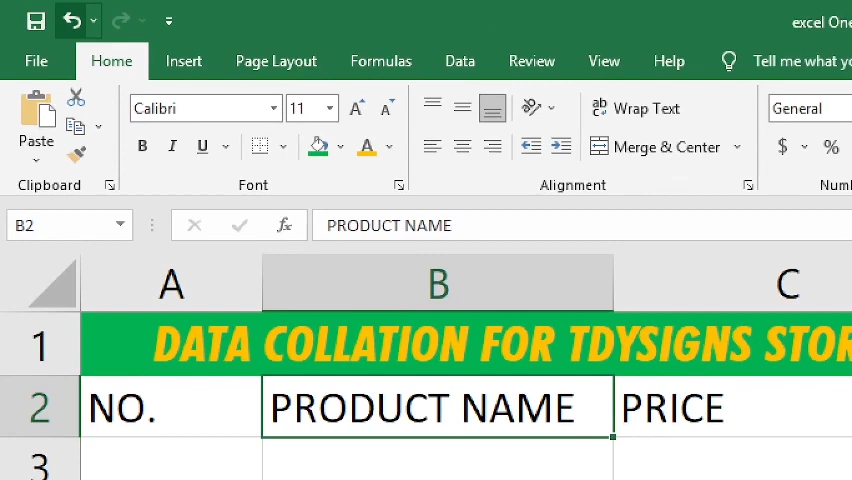 excel One
File Home Insert Page Layout Formulas Data Review View Help Tell me what yo
Paste Calibri 11 Wrap Text General
B I U A Merge & Center $ %
Clipboard Font Alignment Num
B2 fx PRODUCT NAME
A B C
1 DATA COLLATION FOR TDYSIGNS STOR
2 NO. PRODUCT NAME PRICE
3